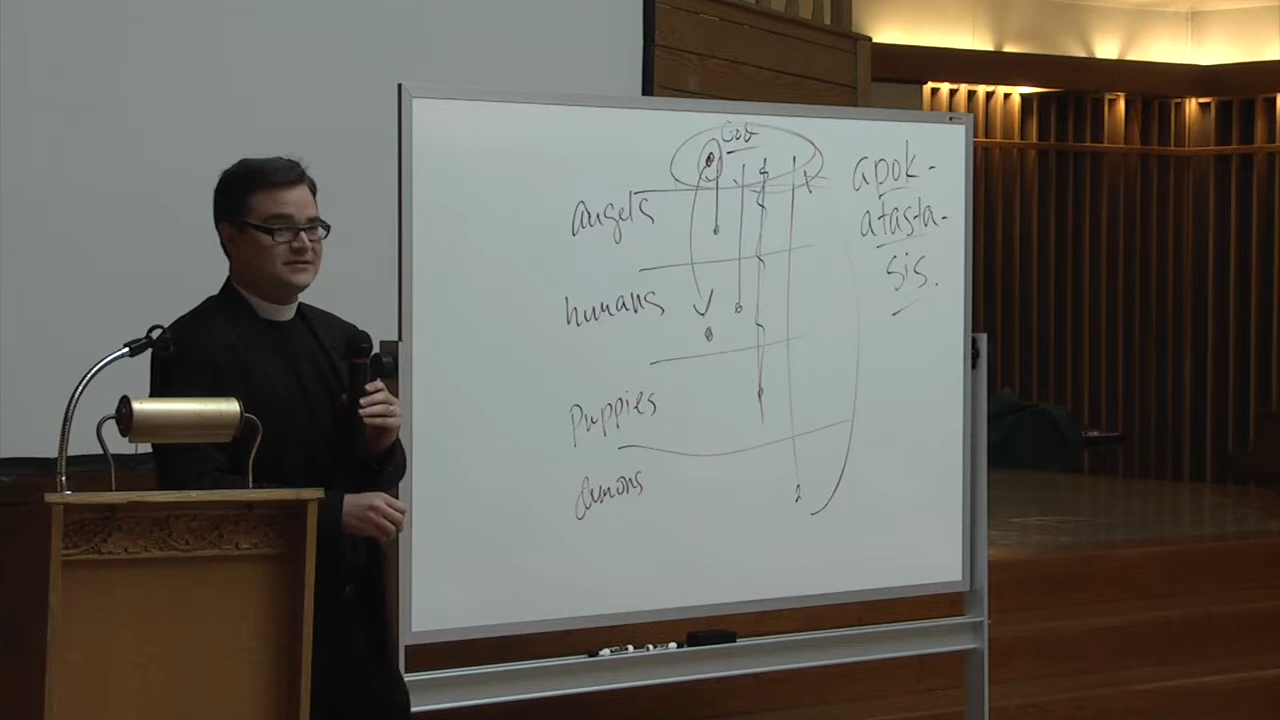 God
angels
humans
Puppies
demons
apok-
atasta-
sis.